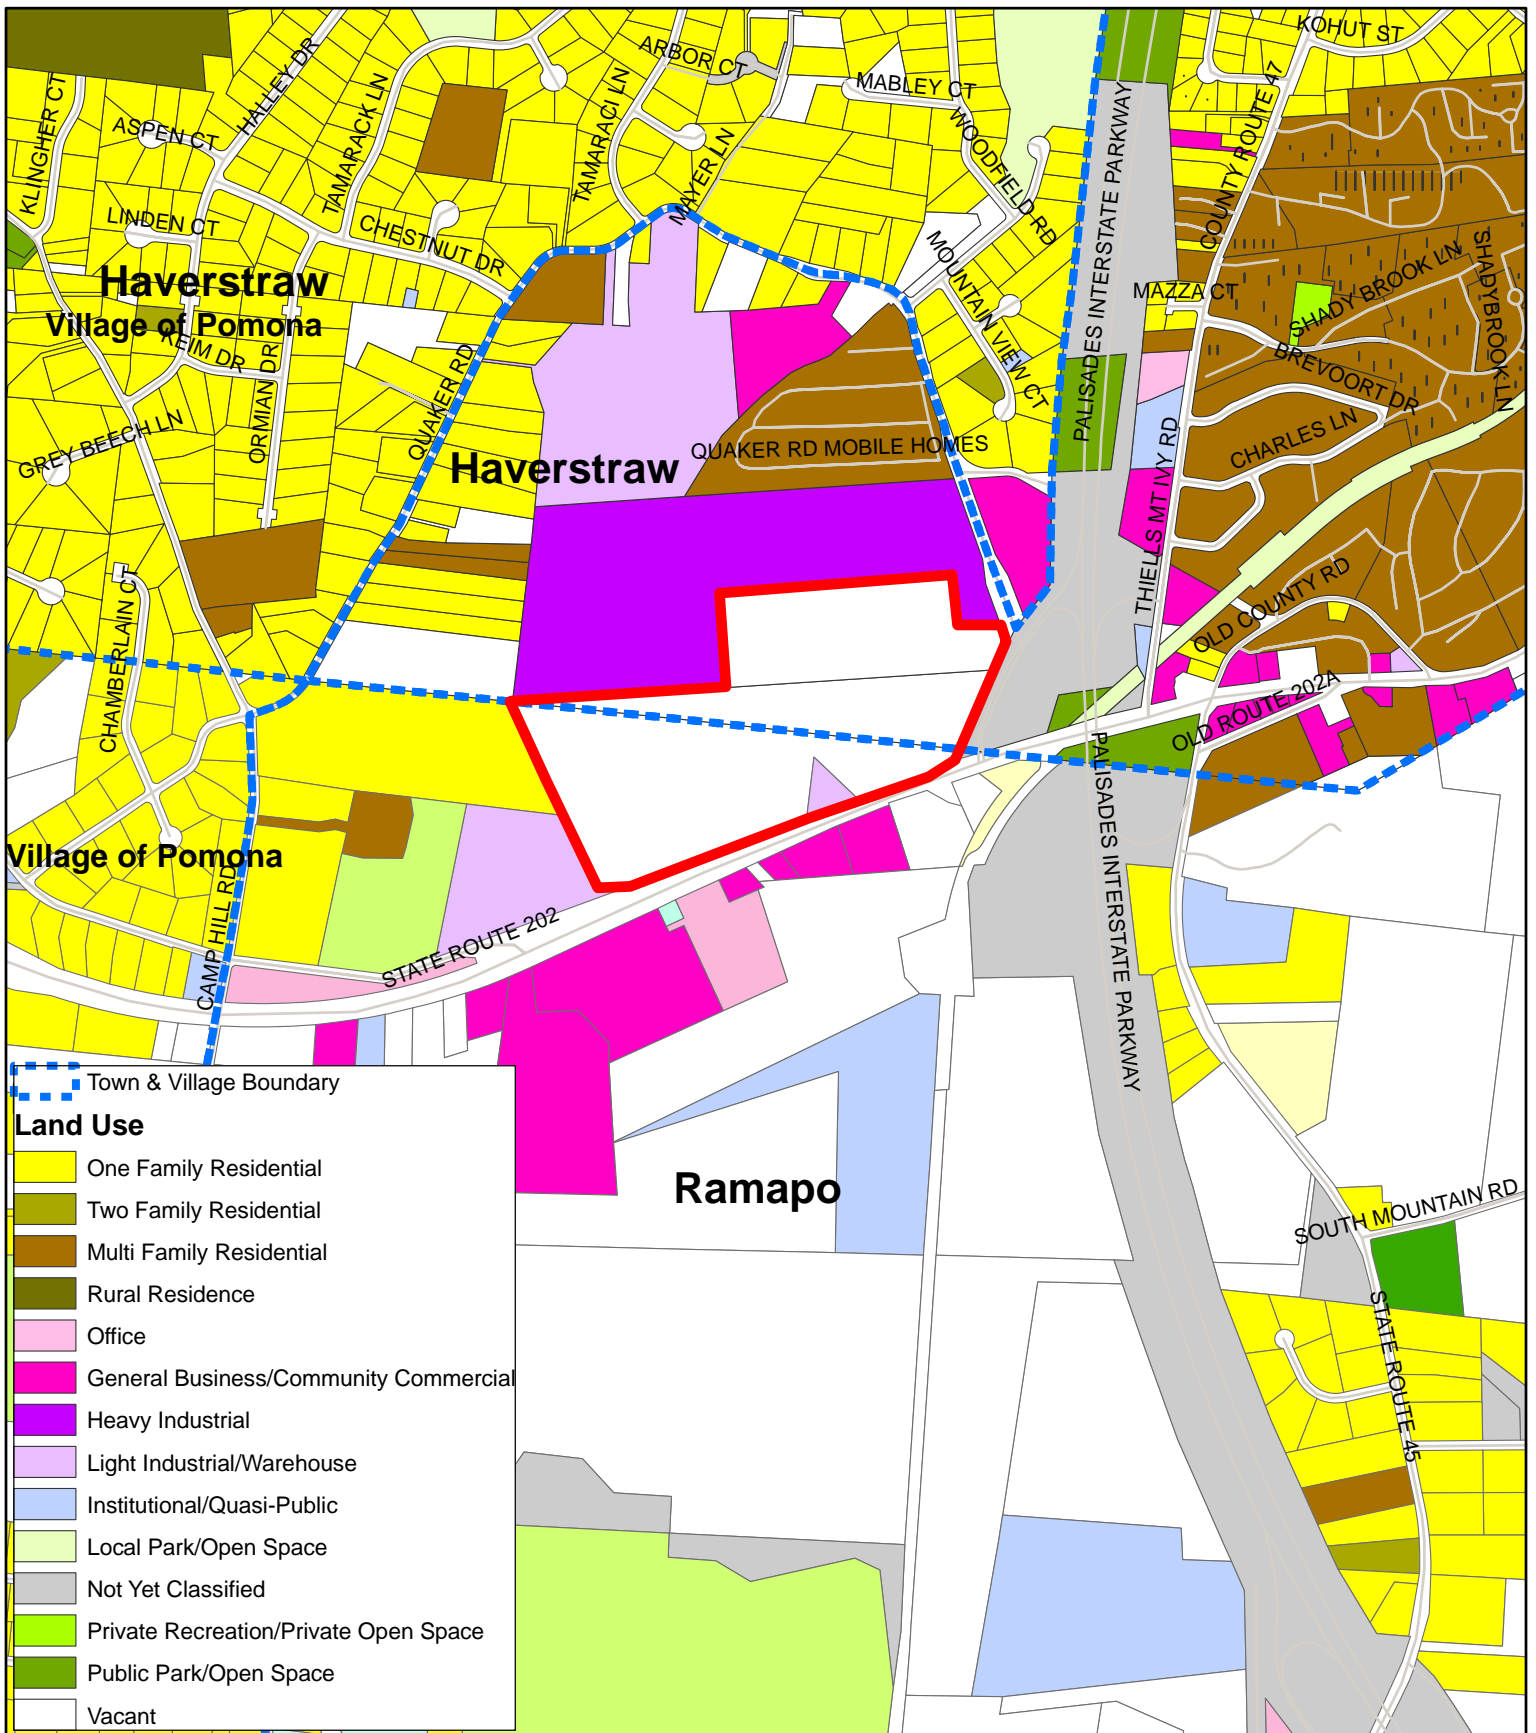 KOHUT ST
ARBOR CT
HALLEY DR
KLINGHER CT
MABLEY CT
TAMARACK LN
TAMARACI LN
COUNTY ROUTE 47
PALISADES INTERSTATE PARKWAY
ASPEN CT
WOODFIELD RD
MAYER LN
LINDEN CT
CHESTNUT DR
SHADY BROOK LN
SHADYBROOK LN
MOUNTAIN VIEW CT
Haverstraw
MAZZA CT
Village of Pomona
KEIM DR
BREVOORT DR
ORMIAN DR
QUAKER RD
GREY BEECH LN
CHARLES LN
QUAKER RD MOBILE HOMES
Haverstraw
THIELLS MT IVY RD
OLD COUNTY RD
CHAMBERLAIN CT
OLD ROUTE 202A
PALISADES INTERSTATE PARKWAY
Village of Pomona
CAMP HILL RD
STATE ROUTE 202
Ramapo
SOUTH MOUNTAIN RD
STATE ROUTE 45
Town & Village Boundary
Land Use
One Family Residential
Two Family Residential
Multi Family Residential
Rural Residence
Office
General Business/Community Commercial
Heavy Industrial
Light Industrial/Warehouse
Institutional/Quasi-Public
Local Park/Open Space
Not Yet Classified
Private Recreation/Private Open Space
Public Park/Open Space
Vacant